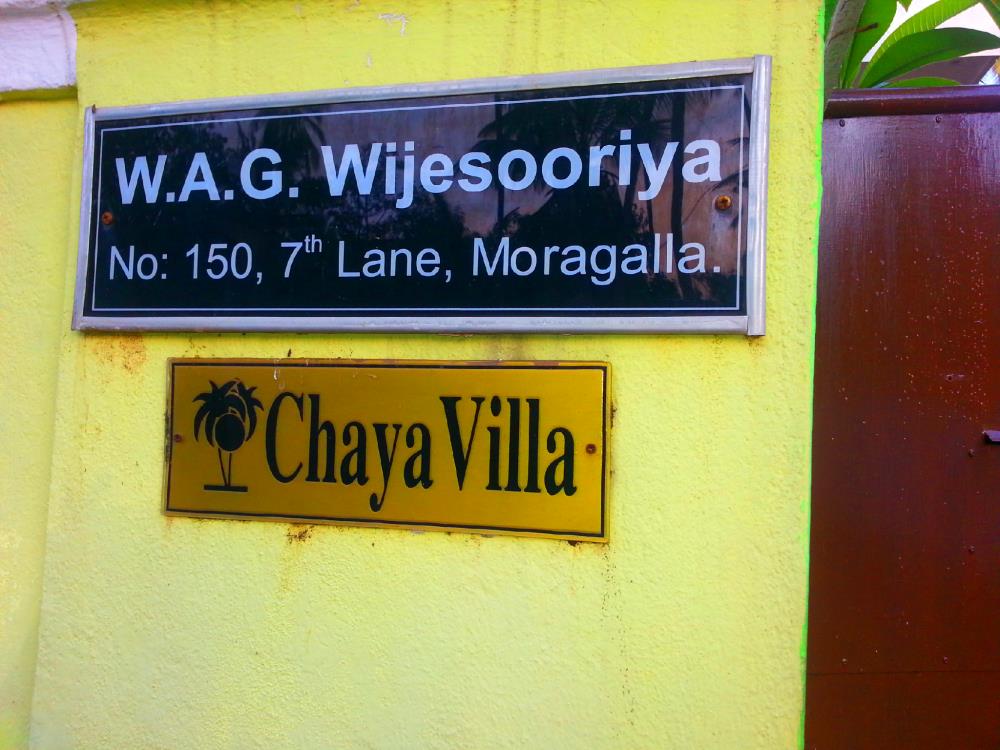 W.A.G. Wijesooriya
No: 150, 7th Lane, Moragalla.
Chaya Villa